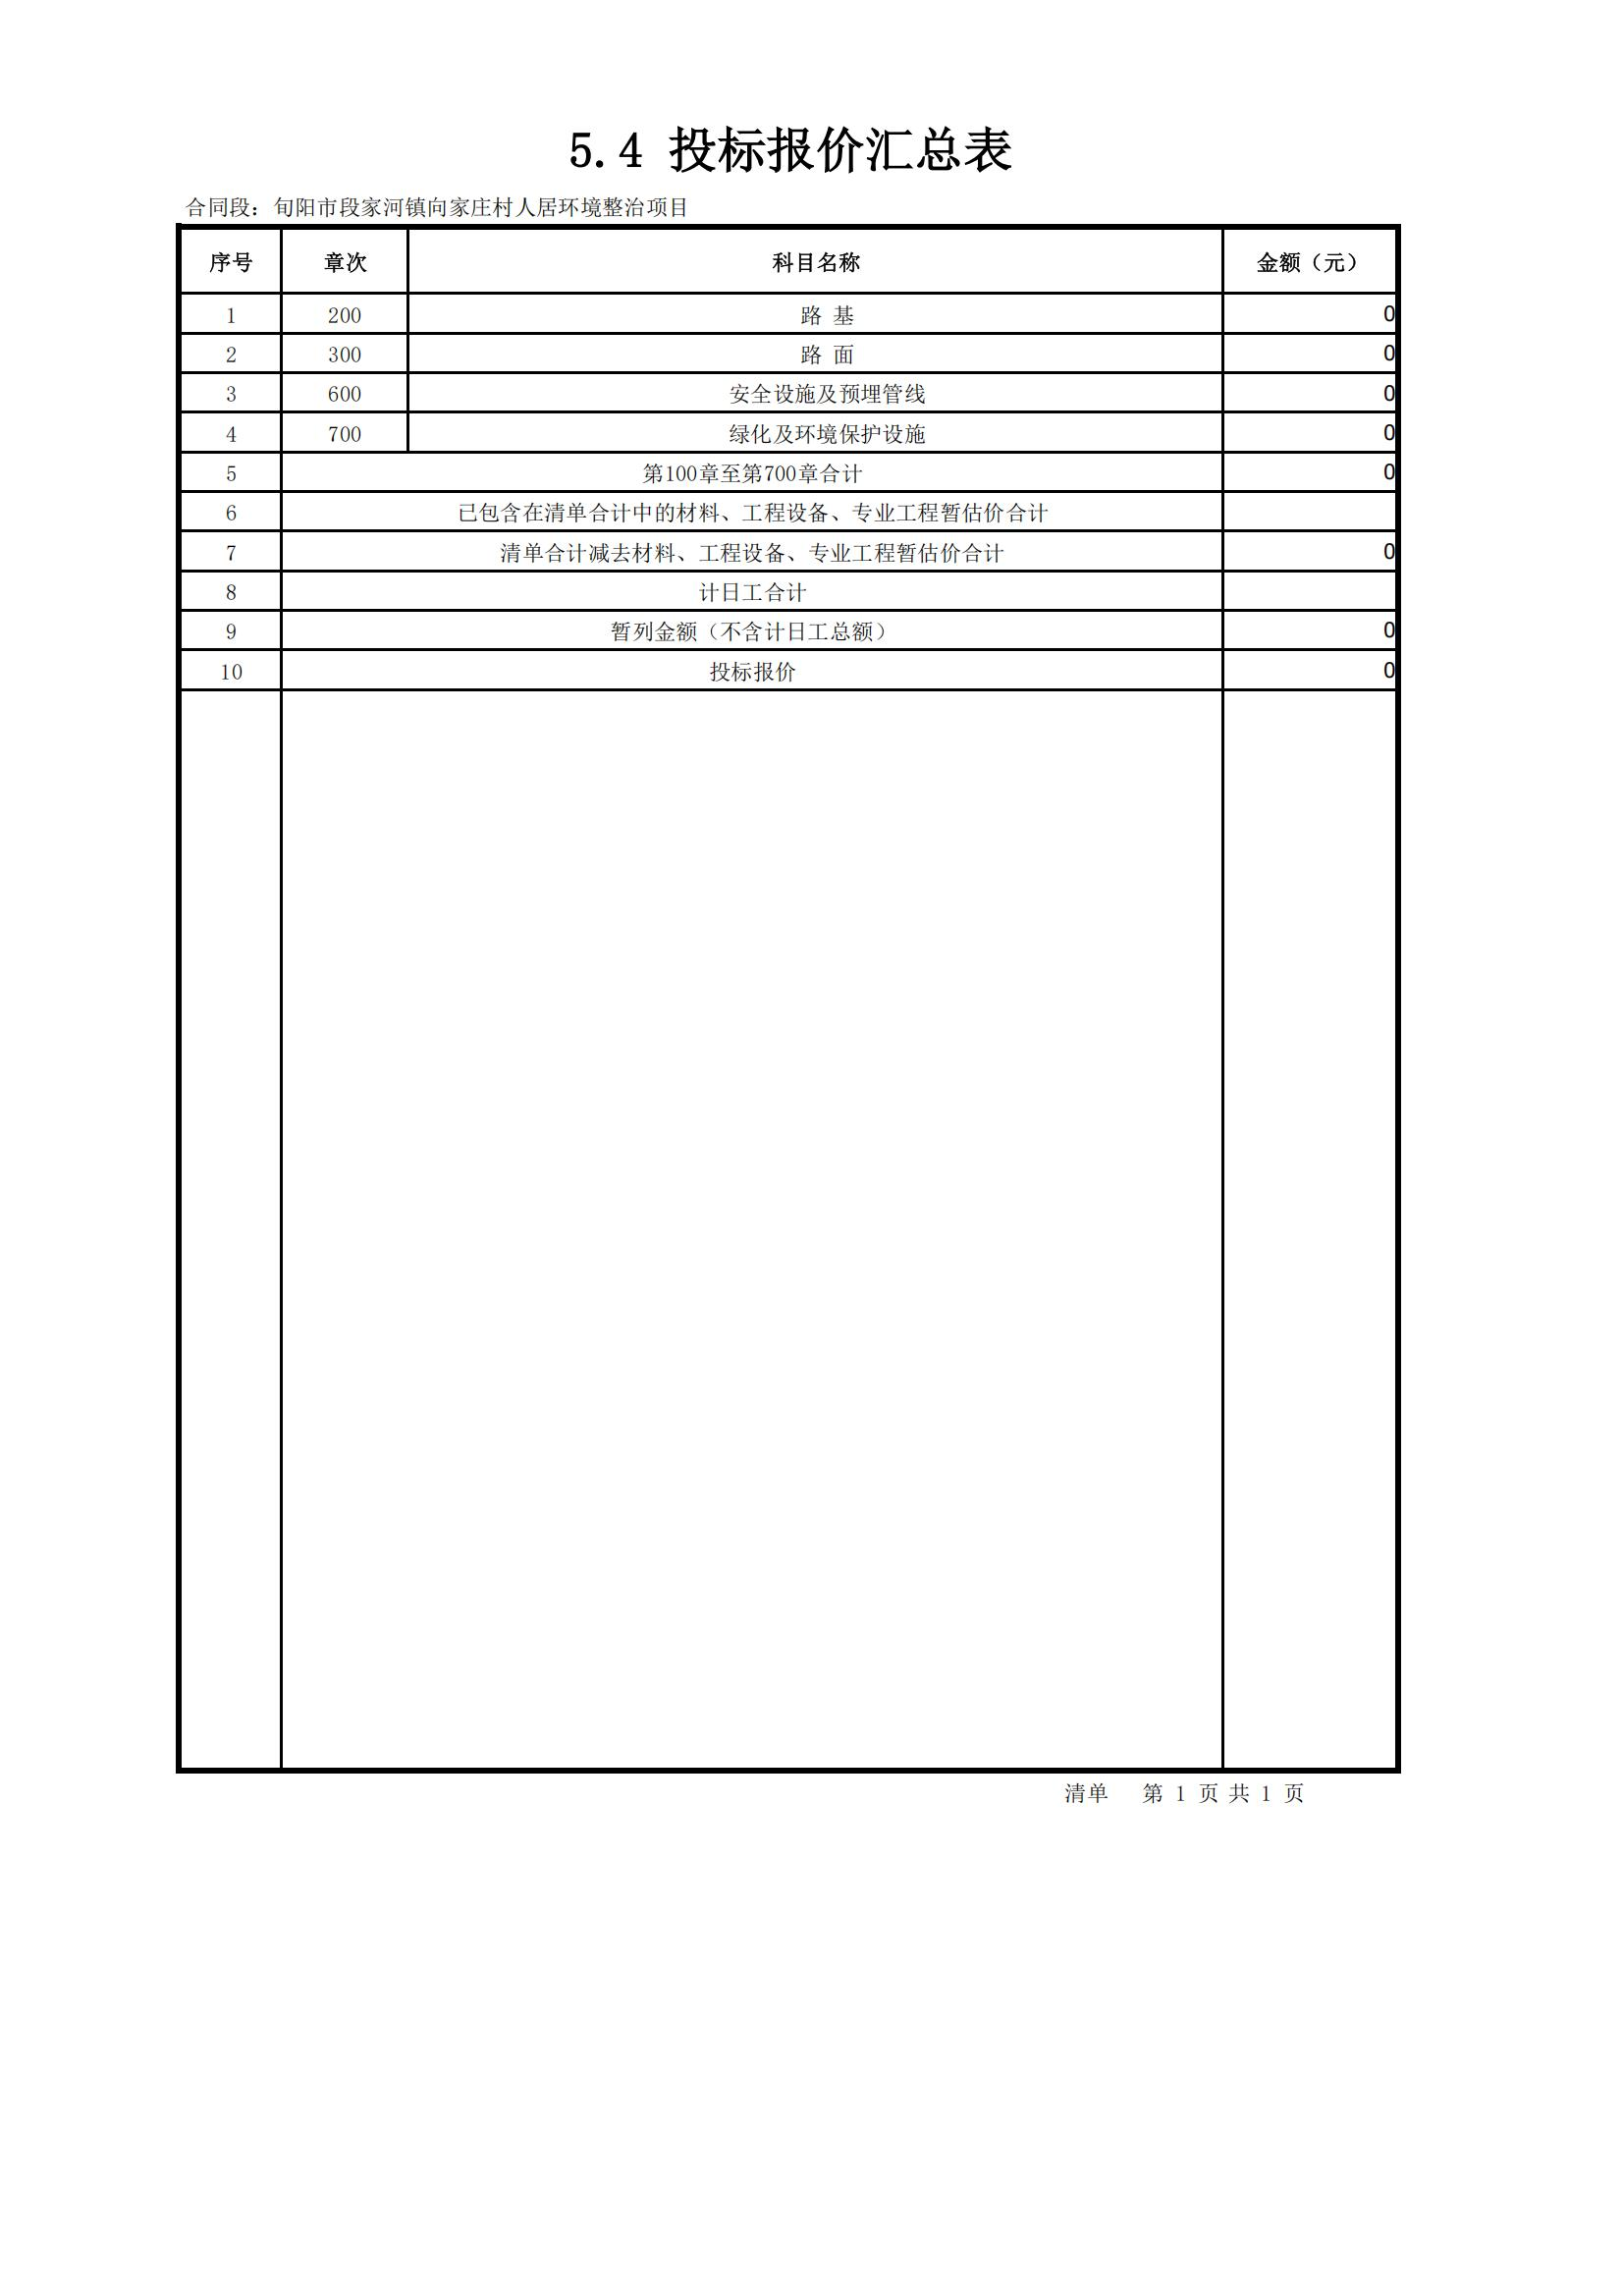 5.4 投标报价汇总表
合同段：旬阳市段家河镇向家庄村人居环境整治项目
序号 章次 科目名称 金额（元）
1 200 路 基 0
2 300 路 面 0
3 600 安全设施及预埋管线 0
4 700 绿化及环境保护设施 0
5 第100章至第700章合计 0
6 已包含在清单合计中的材料、工程设备、专业工程暂估价合计
7 清单合计减去材料、工程设备、专业工程暂估价合计 0
8 计日工合计
9 暂列金额（不含计日工总额） 0
10 投标报价 0
清单 第 1 页 共 1 页